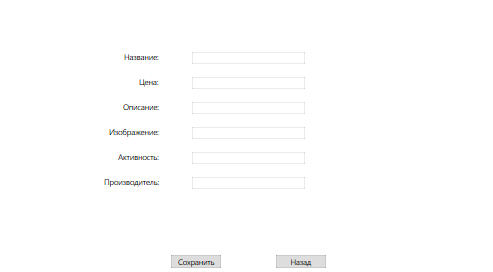 Название:
Цена:
Описание:
Изображение:
Активность:
Производитель:
Сохранить Назад